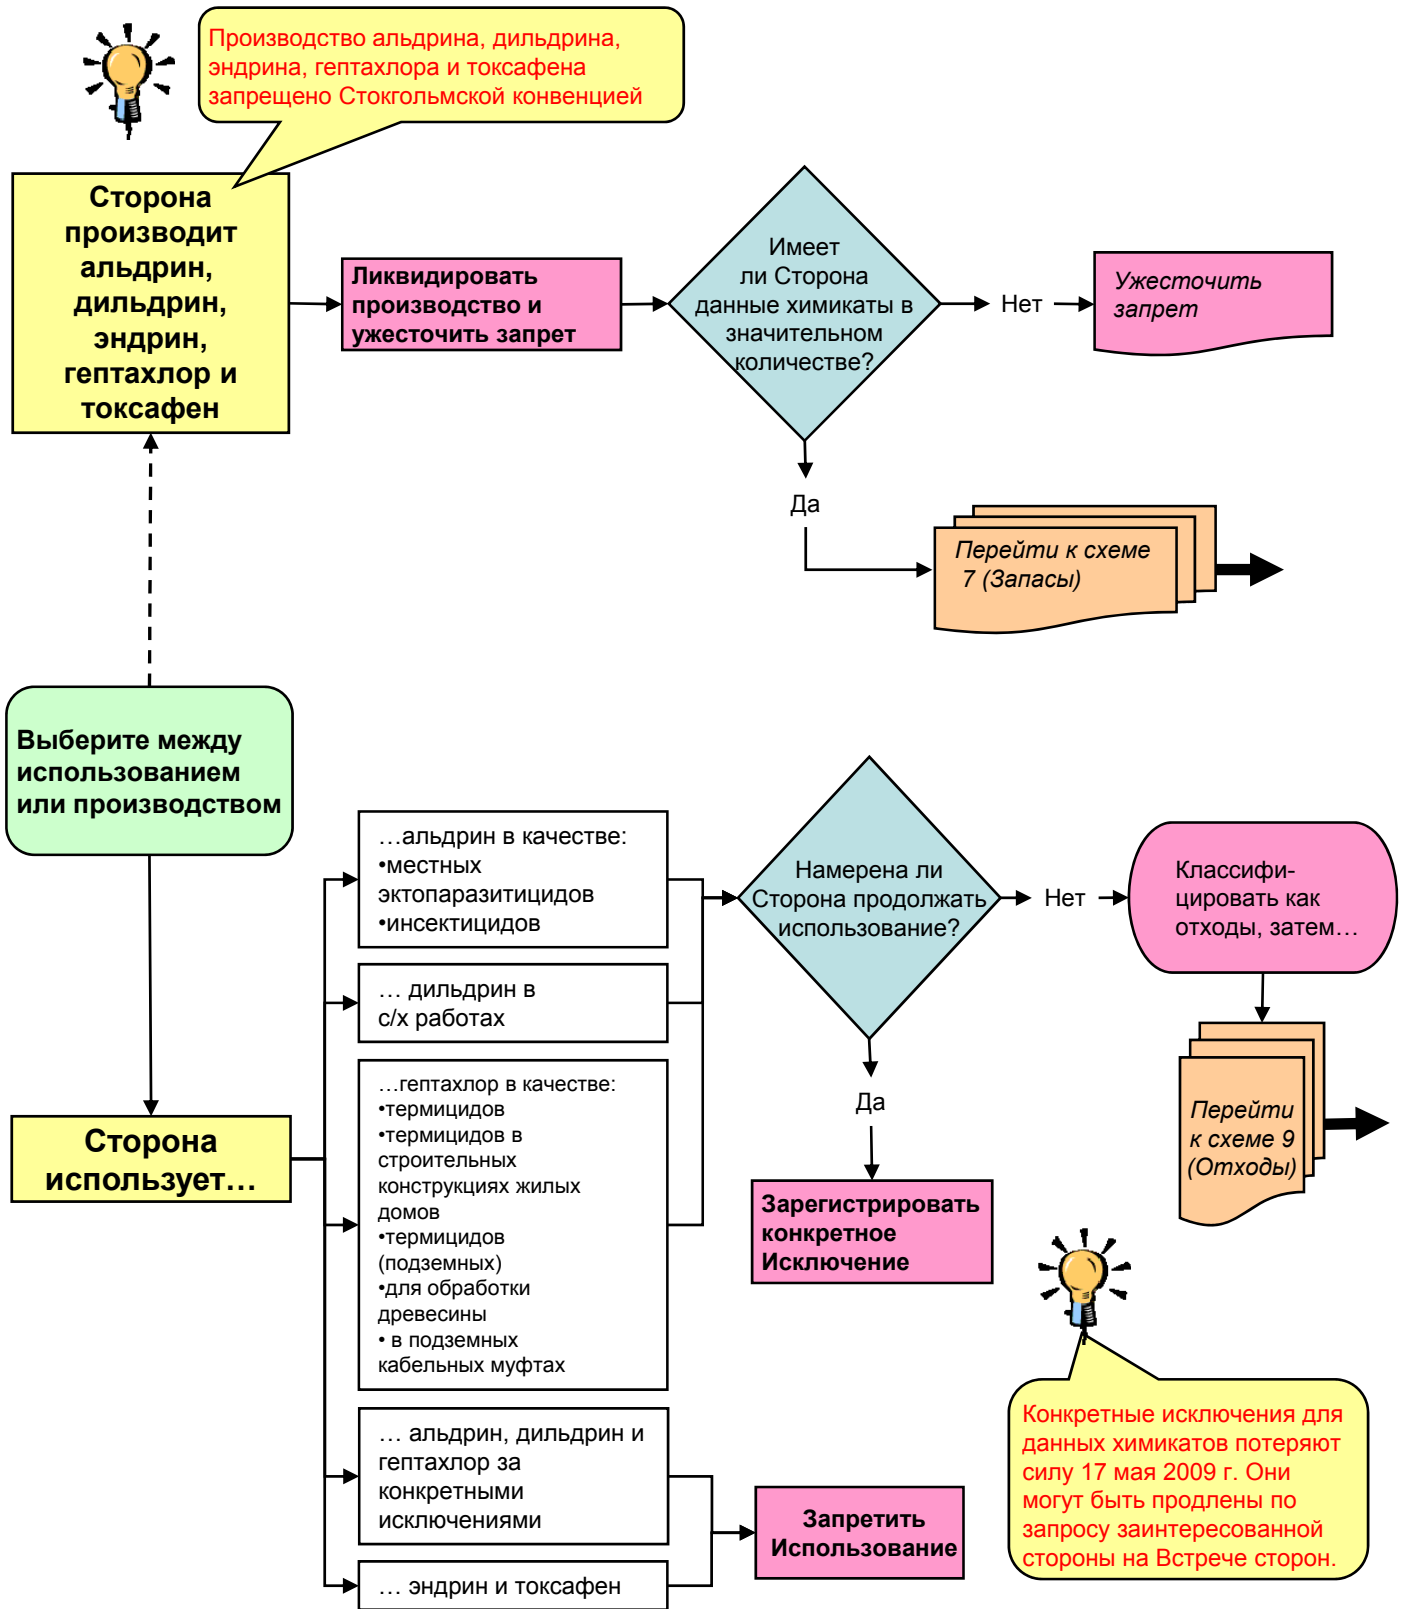 Производство альдрина, дильдрина,
эндрина, гептахлора и токсафена
запрещено Стокгольмской конвенцией
Сторона
производит
альдрин,
дильдрин,
эндрин,
гептахлор и
токсафен
Ликвидировать
производство и
ужесточить запрет
Имеет
ли Сторона
данные химикаты в
значительном
количестве?
Нет
Ужесточить
запрет
Да
Перейти к схеме
7 (Запасы)
Выберите между
использованием
или производством
Сторона
использует…
…альдрин в качестве:
•местных
эктопаразитицидов
•инсектицидов
… дильдрин в
с/х работах
…гептахлор в качестве:
•термицидов
•термицидов в
строительных
конструкциях жилых
домов
•термицидов
(подземных)
•для обработки
древесины
• в подземных
кабельных муфтах
… альдрин, дильдрин и
гептахлор за
конкретными
исключениями
… эндрин и токсафен
Намерена ли
Сторона продолжать
использование?
Нет
Классифи-
цировать как
отходы, затем…
Перейти
к схеме 9
(Отходы)
Да
Зарегистрировать
конкретное
Исключение
Запретить
Использование
Конкретные исключения для
данных химикатов потеряют
силу 17 мая 2009 г. Они
могут быть продлены по
запросу заинтересованной
стороны на Встрече сторон.